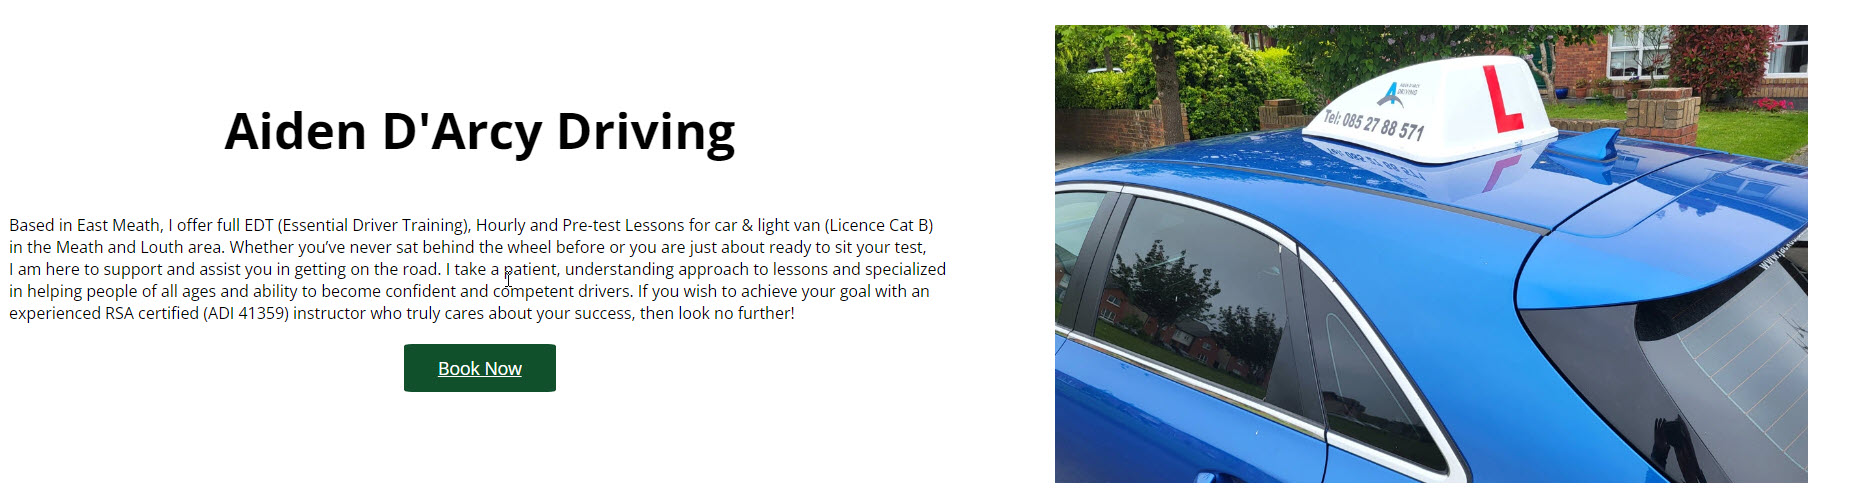 Aiden D'Arcy Driving
Based in East Meath, I offer full EDT (Essential Driver Training), Hourly and Pre-test Lessons for car & light van (Licence Cat B)
in the Meath and Louth area. Whether you’ve never sat behind the wheel before or you are just about ready to sit your test,
I am here to support and assist you in getting on the road. I take a patient, understanding approach to lessons and specialized
in helping people of all ages and ability to become confident and competent drivers. If you wish to achieve your goal with an
experienced RSA certified (ADI 41359) instructor who truly cares about your success, then look no further!
Book Now
L
DRIVING
Tel: 085 27 88 571